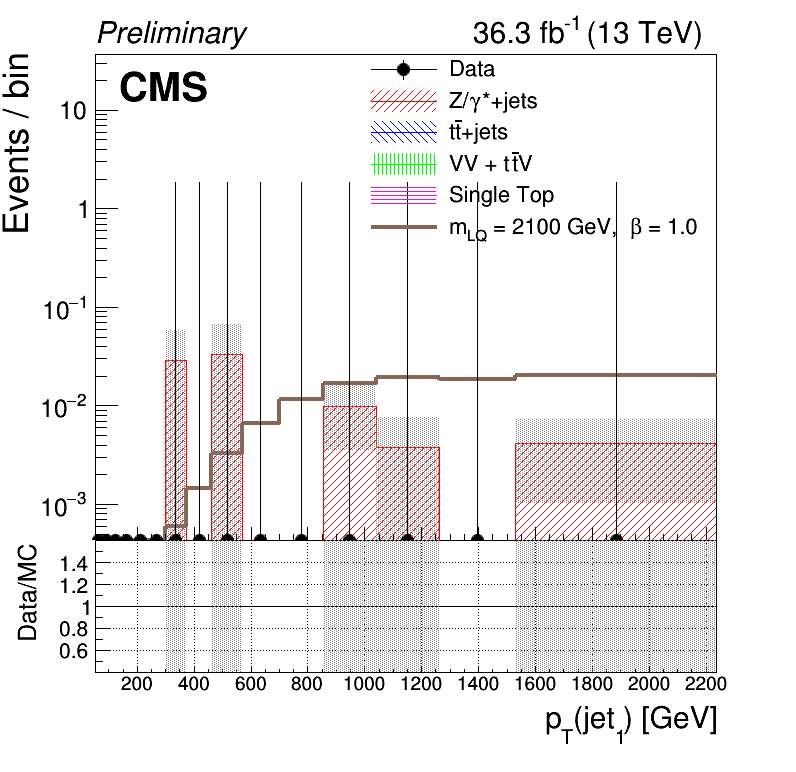 Preliminary 36.3 fb⁻¹ (13 TeV)
CMS
Data
Z/γ*+jets
tt̄+jets
VV + tt̄V
Single Top
m_LQ = 2100 GeV, β = 1.0
Events / bin
10
1
10⁻¹
10⁻²
10⁻³
Data/MC
1.4
1.2
1
0.8
0.6
200 400 600 800 1000 1200 1400 1600 1800 2000 2200
p_T(jet₁) [GeV]